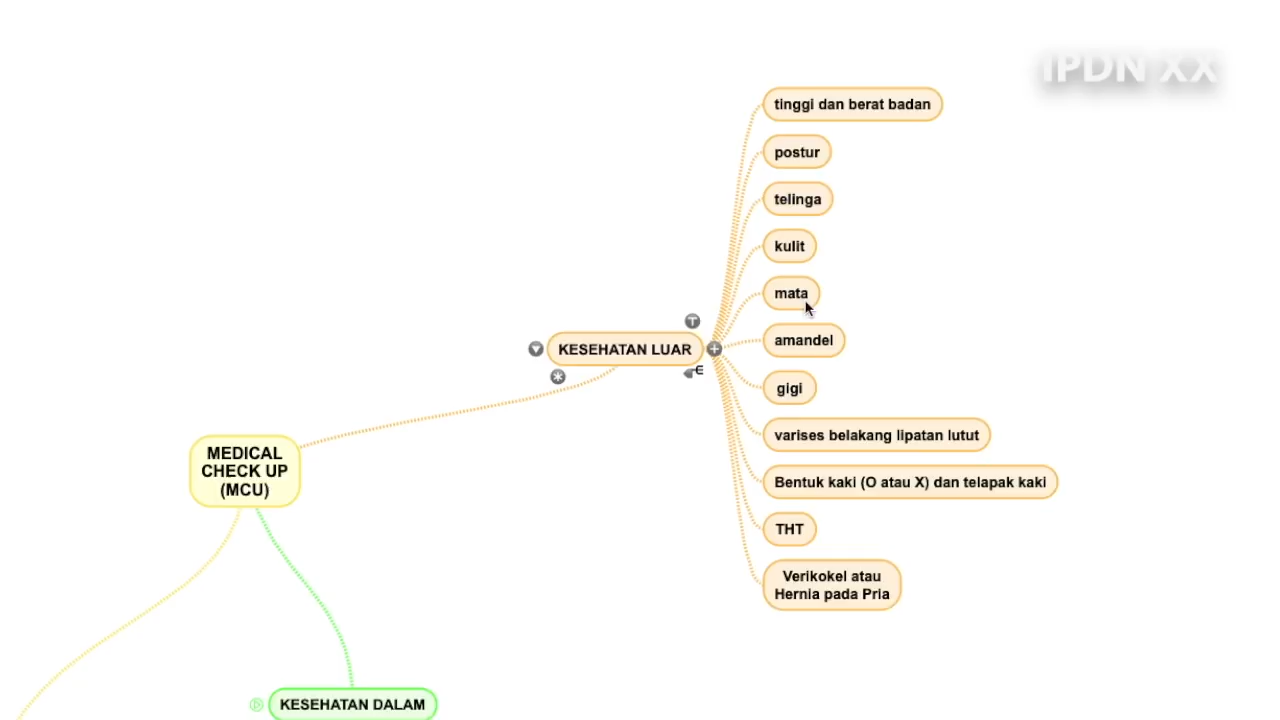 IPDN XX
tinggi dan berat badan
postur
telinga
kulit
mata
amandel
gigi
varises belakang lipatan lutut
Bentuk kaki (O atau X) dan telapak kaki
THT
Verikokel atau
Hernia pada Pria
KESEHATAN LUAR
MEDICAL
CHECK UP
(MCU)
KESEHATAN DALAM